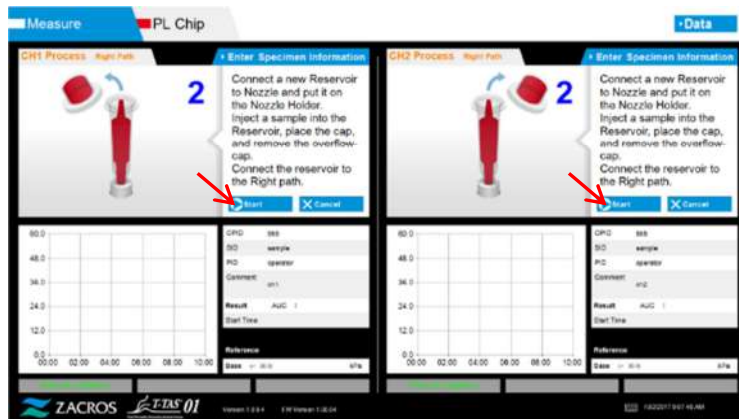 Measure
PL Chip
Data
CH1 Process Right Path
Enter Specimen Information
2
Connect a new Reservoir
to Nozzle and put it on
the Nozzle Holder.
Inject a sample into the
Reservoir, place the cap,
and remove the overflow-
cap.
Connect the reservoir to
the Right path.
Start
Cancel
60.0
48.0
36.0
24.0
12.0
0.0
00:00 02:00 04:00 06:00 08:00 10:00
CPID
SID sample
PID operator
Comment
ch1
Result AUC :
Start Time
Reference
Base kPa
CH2 Process Right Path
Enter Specimen Information
2
Connect a new Reservoir
to Nozzle and put it on
the Nozzle Holder.
Inject a sample into the
Reservoir, place the cap,
and remove the overflow-
cap.
Connect the reservoir to
the Right path.
Start
Cancel
60.0
48.0
36.0
24.0
12.0
0.0
00:00 02:00 04:00 06:00 08:00 10:00
CPID
SID sample
PID operator
Comment
ch2
Result AUC :
Start Time
Reference
Base kPa
ZACROS
T-TAS 01